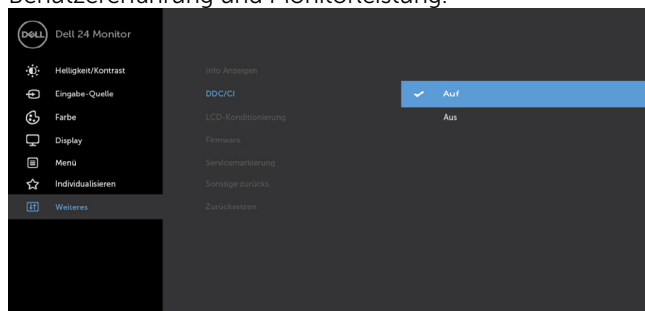 Benutzererfahrung und Monitorleistung.
DELL Dell 24 Monitor
Helligkeit/Kontrast
Info Anzeigen
Eingabe-Quelle
DDC/CI
Auf
Farbe
LCD-Konditionierung
Aus
Display
Firmware
Menü
Servicemarkierung
Individualisieren
Sonstige zurücks.
Weiteres
Zurücksetzen